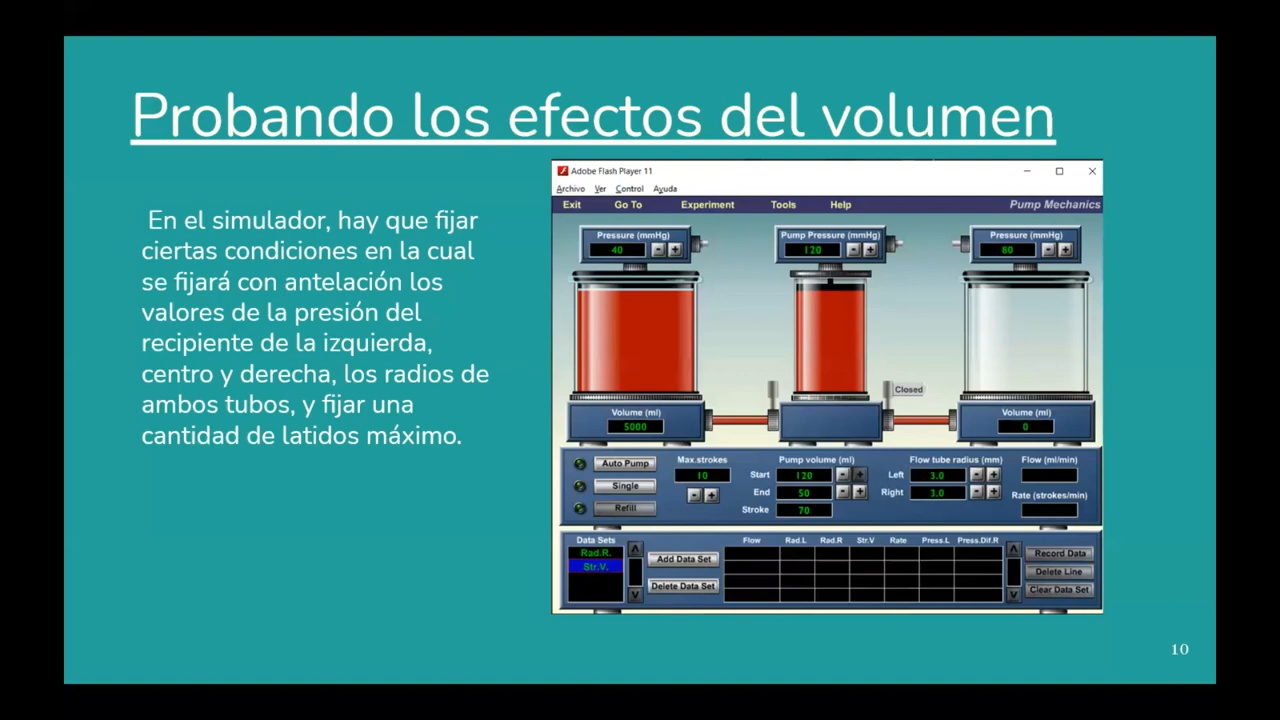 Probando los efectos del volumen
En el simulador, hay que fijar
ciertas condiciones en la cual
se fijará con antelación los
valores de la presión del
recipiente de la izquierda,
centro y derecha, los radios de
ambos tubos, y fijar una
cantidad de latidos máximo.
Adobe Flash Player 11
Archivo Ver Control Ayuda
Exit Go To Experiment Tools Help Pump Mechanics
Pressure (mmHg) Pump Pressure (mmHg) Pressure (mmHg)
40 - + 120 - + 80 - +
Closed
Volume (ml) Volume (ml)
5000 0
Auto Pump Max.strokes Pump volume (ml) Flow tube radius (mm) Flow (ml/min)
10 Start 120 - + Left 3.0 - +
Single End 50 - + Right 3.0 - + Rate (strokes/min)
- +
Refill Stroke 70
Data Sets Flow Rad.L Rad.R Str.V Rate Press.L Press.Dif.R
Rad.R. Add Data Set Record Data
Str.V. Delete Line
Delete Data Set Clear Data Set
10